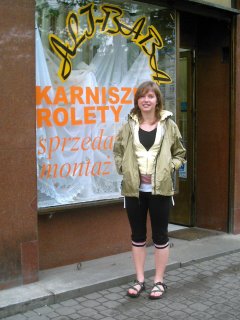 ALI-BABA
KARNISZE
ROLETY
sprzedaż
montaż